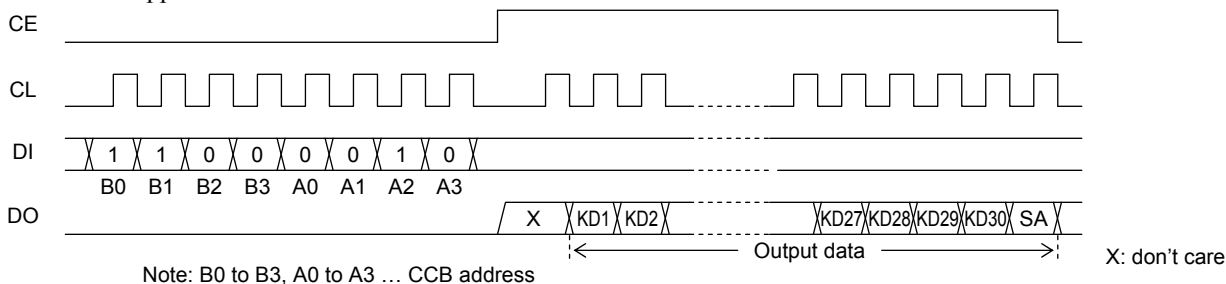 CE
CL
DI 1 1 0 0 0 0 1 0
B0 B1 B2 B3 A0 A1 A2 A3
DO X KD1 KD2 KD27 KD28 KD29 KD30 SA
Output data
X: don't care
Note: B0 to B3, A0 to A3 … CCB address